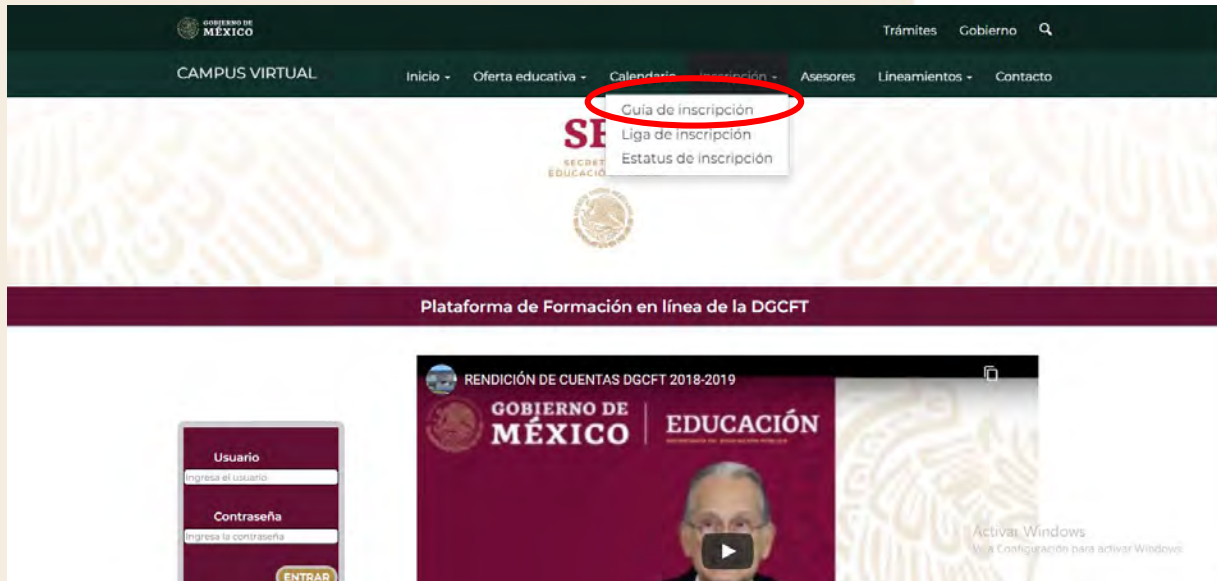 GOBIERNO DE
MÉXICO
Trámites Gobierno
CAMPUS VIRTUAL
Inicio Oferta educativa Calendario Inscripción Asesores Lineamientos Contacto
Guía de inscripción
Liga de inscripción
Estatus de inscripción
SE
SECRET
EDUCACIÓ
Plataforma de Formación en línea de la DGCFT
RENDICIÓN DE CUENTAS DGCFT 2018-2019
GOBIERNO DE
MÉXICO
EDUCACIÓN
Usuario
Ingresa el usuario
Contraseña
Ingresa la contraseña
ENTRAR
Activar Windows
Ve a Configuración para activar Windows.